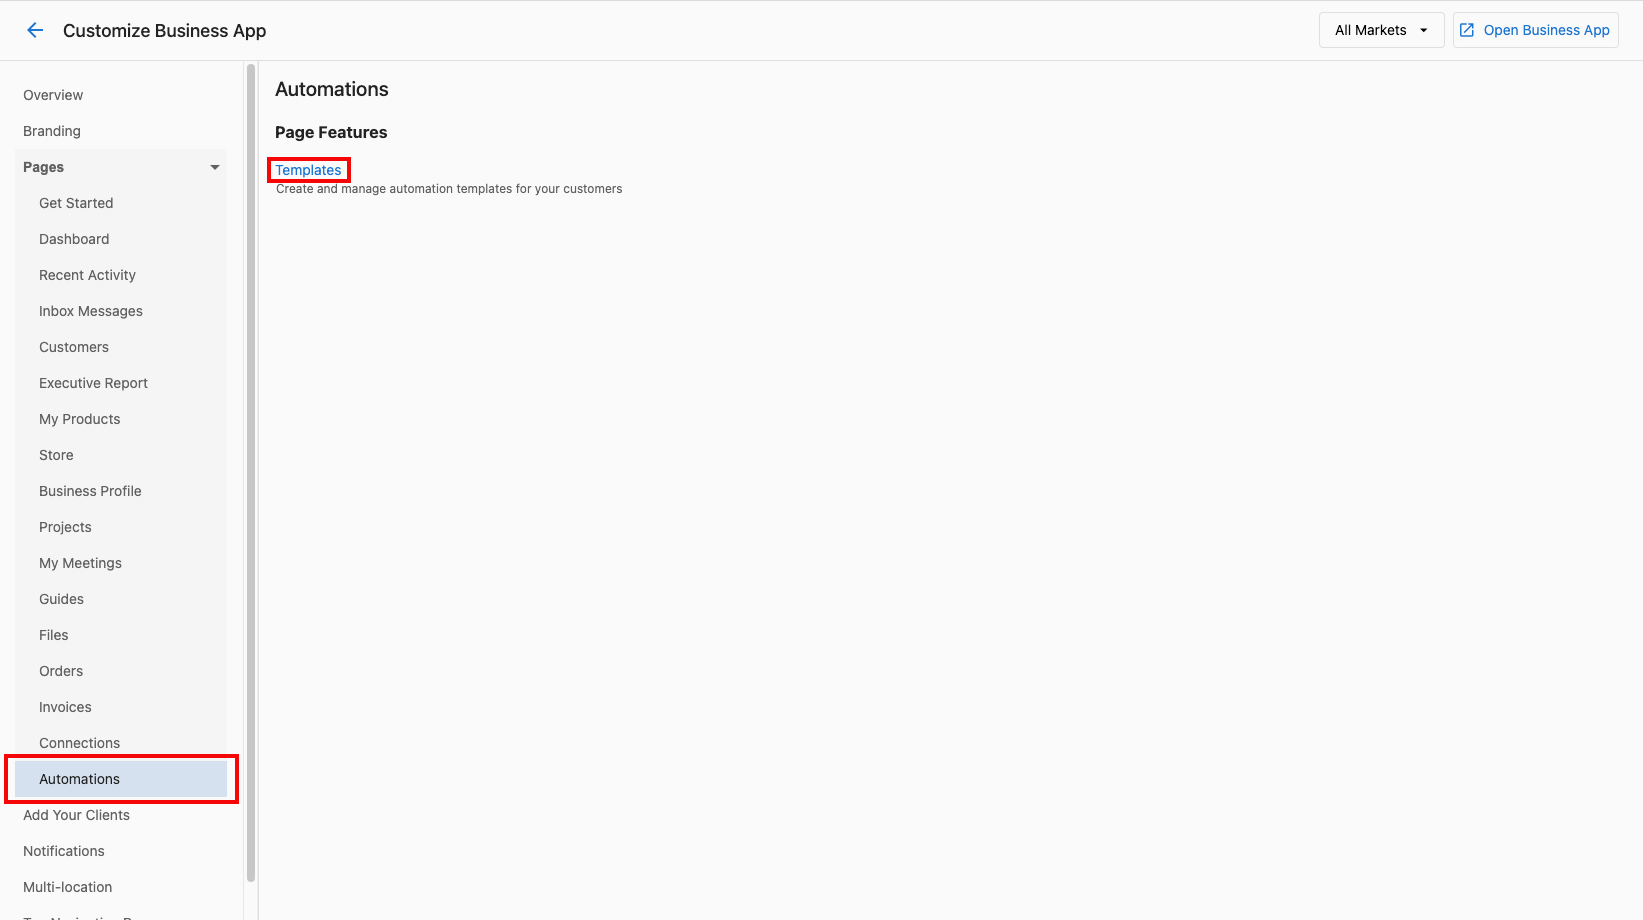 Customize Business App
All Markets
Open Business App
Overview
Branding
Pages
Get Started
Dashboard
Recent Activity
Inbox Messages
Customers
Executive Report
My Products
Store
Business Profile
Projects
My Meetings
Guides
Files
Orders
Invoices
Connections
Automations
Add Your Clients
Notifications
Multi-location
Automations
Page Features
Templates
Create and manage automation templates for your customers